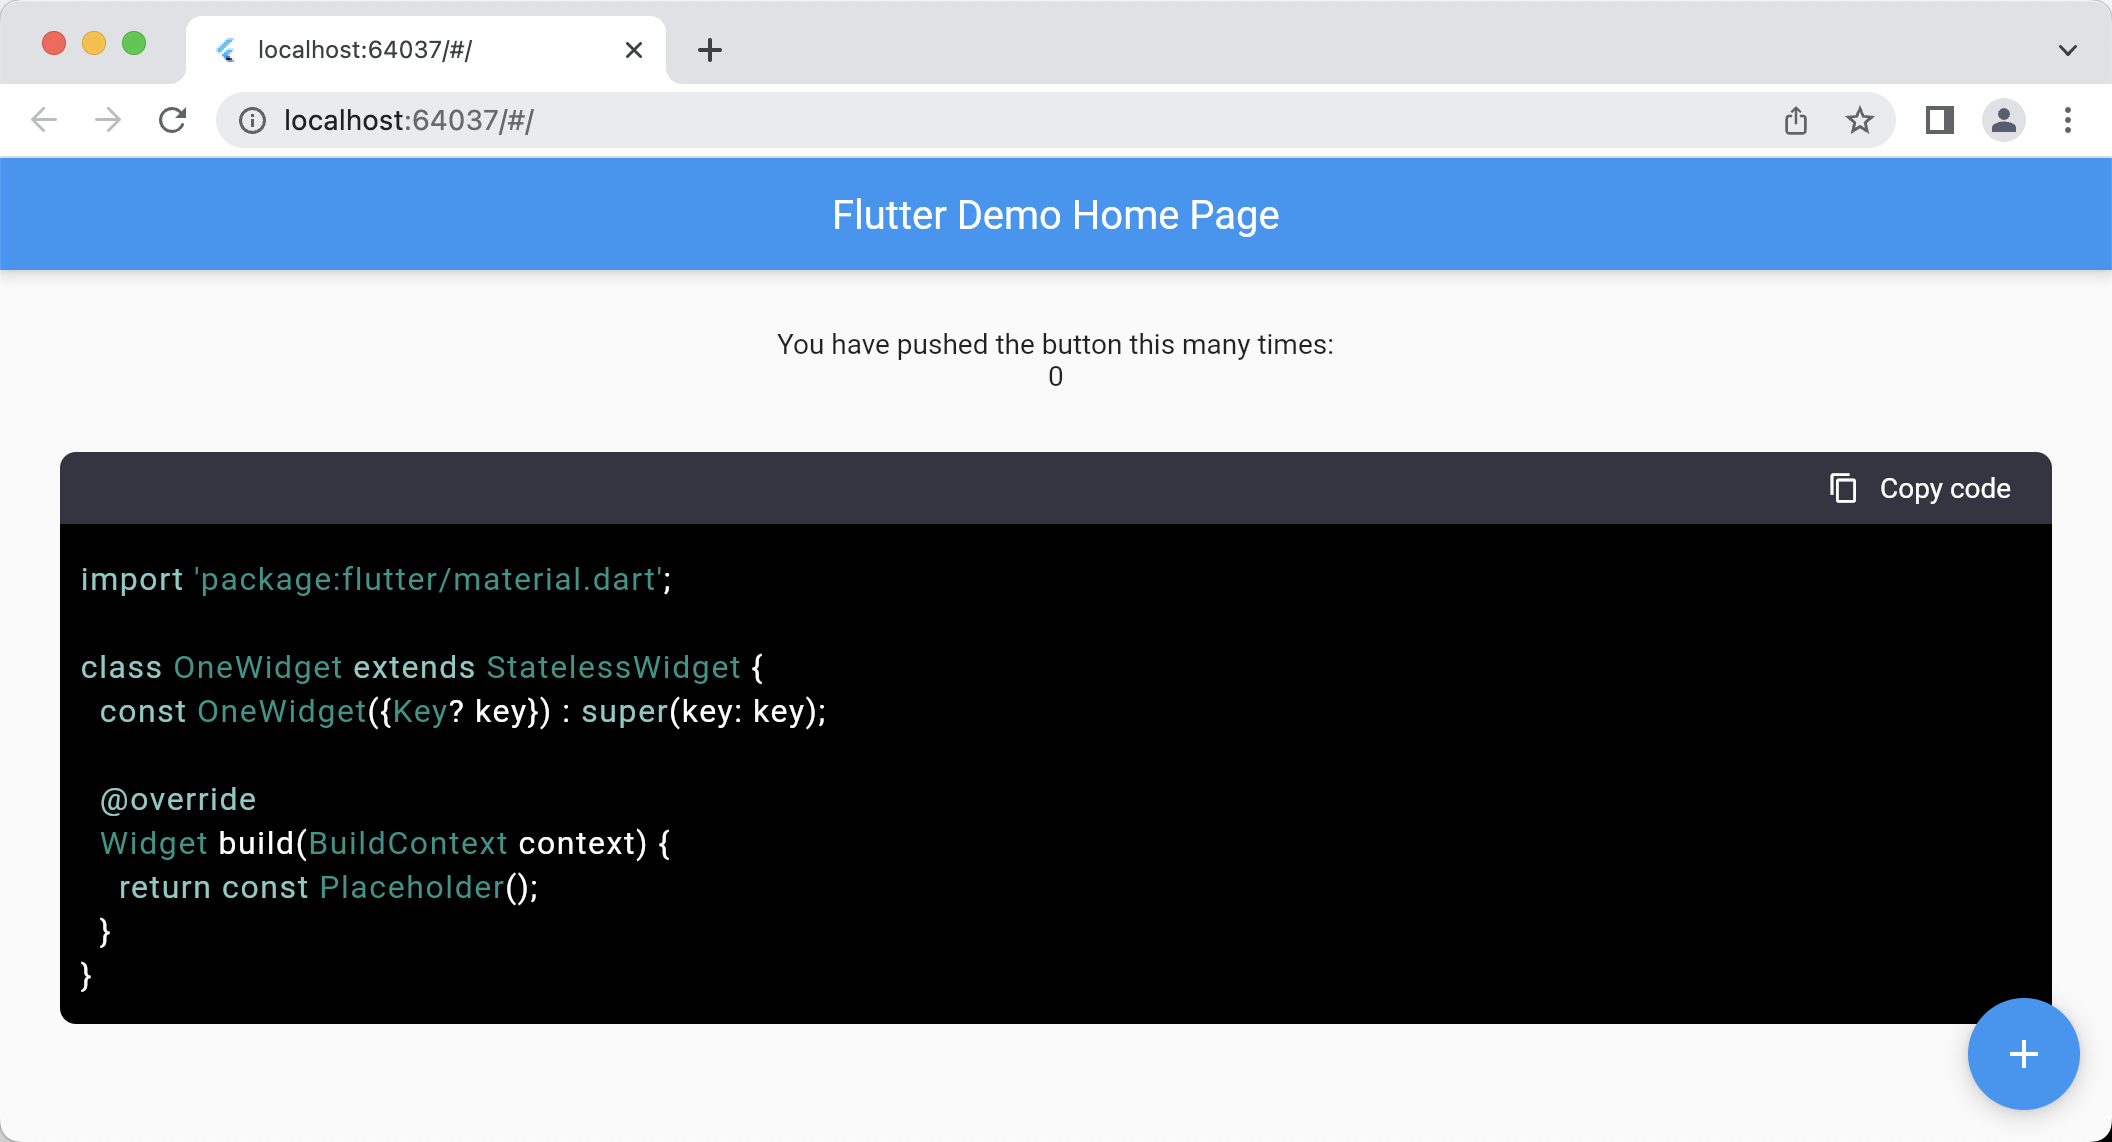 localhost:64037/#/
localhost:64037/#/
Flutter Demo Home Page
You have pushed the button this many times:
0
Copy code
import 'package:flutter/material.dart';
class OneWidget extends StatelessWidget {
  const OneWidget({Key? key}) : super(key: key);
  @override
  Widget build(BuildContext context) {
    return const Placeholder();
  }
}